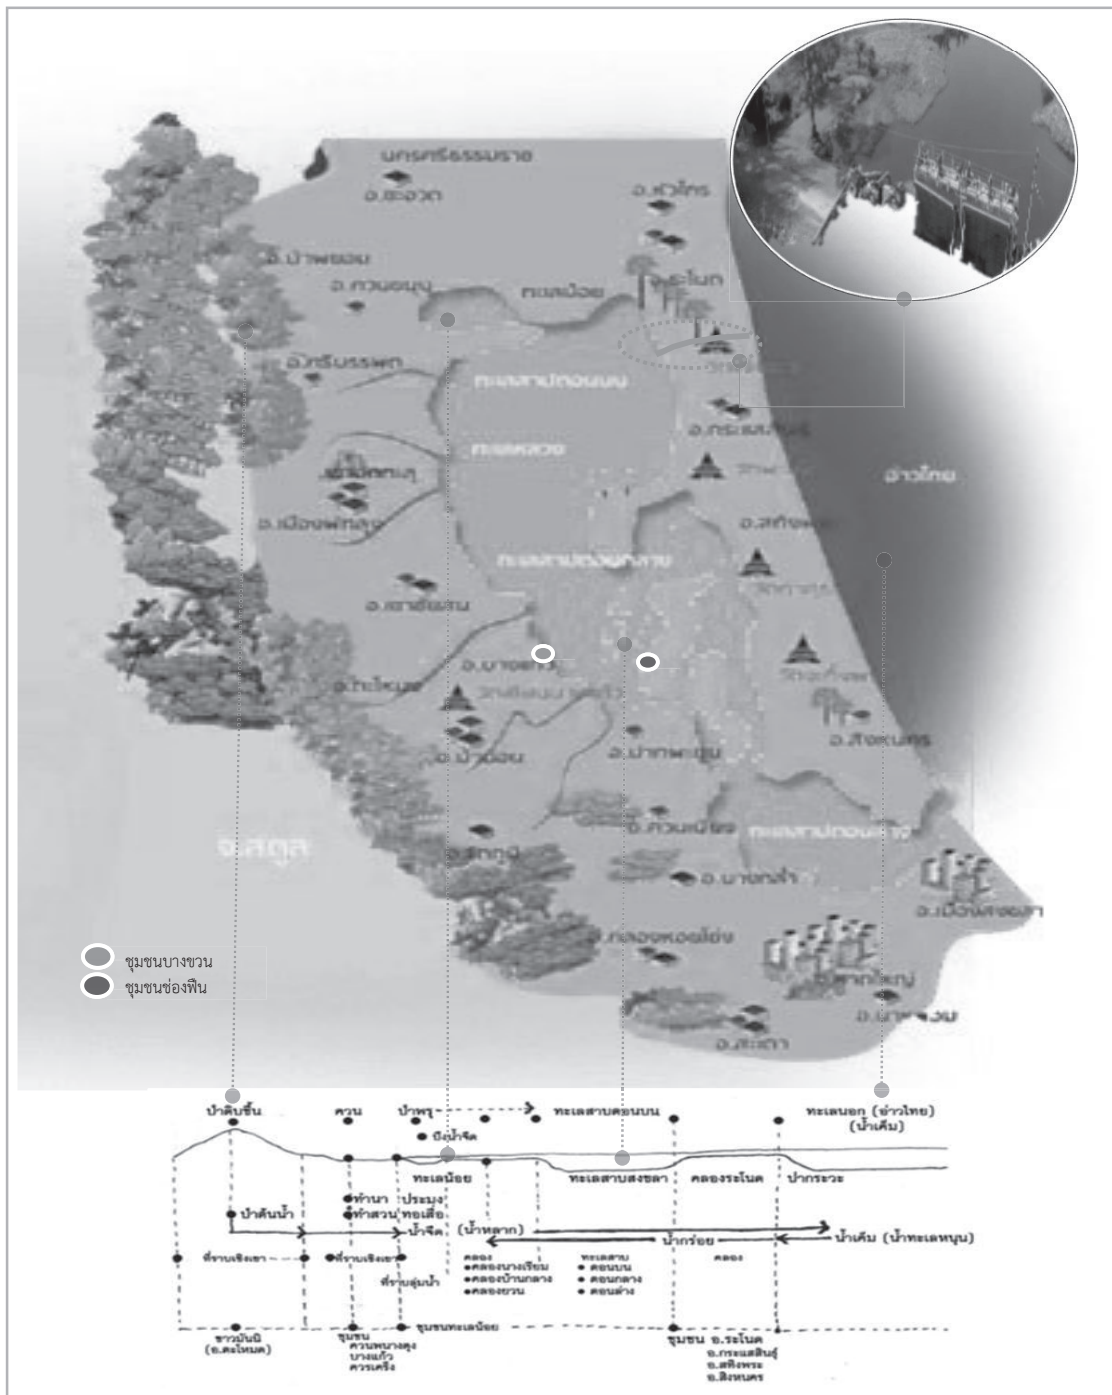 นครศรีธรรมราช
อ.ชะอวด
อ.หัวไทร
อ.ป่าพยอม
อ.ควนขนุน
ทะเลน้อย
อ.ระโนด
อ.ศรีบรรพต
ทะเลสาปตอนบน
อ.กระแสสินธุ์
ทะเลหลวง
อ.เมืองพัทลุง
อ่าวไทย
ทะเลสาปตอนกลาง
อ.เขาชัยสน
อ.บางแก้ว
อ.ตะโหมด
อ.สิงหนคร
อ.ป่าบอน
อ.ปากพะยูน
อ.ควนเนียง
ทะเลสาปตอนล่าง
จ.สตูล
อ.รัตภูมิ
อ.บางกล่ำ
อ.เมืองสงขลา
อ.คลองหอยโข่ง
อ.หาดใหญ่
อ.สะเดา
ชุมชนบางขวน
ชุมชนช่องฟืน
ป่าดิบชื้น
ควน
ป่าพรุ
ทะเลสาบตอนบน
ทะเลนอก (อ่าวไทย)
(น้ำเค็ม)
บึงน้ำจืด
ทะเลน้อย
ทะเลสาบสงขลา
คลองระโนด
ปากระวะ
ทำนา ประมง
ป่าต้นน้ำ
ทำสวน ทอเสื่อ
น้ำจืด
(น้ำหลาก)
น้ำกร่อย
น้ำเค็ม (น้ำทะเลหนุน)
ที่ราบเชิงเขา
ที่ราบเชิงเขา
คลอง
ทะเลสาบ
คลอง
คลองนางเรียม
ตอนบน
ที่ราบลุ่มน้ำ
คลองบ้านกลาง
ตอนกลาง
คลองยวน
ตอนล่าง
ชุมชนทะเลน้อย
ชาวมันนิ
(อ.ตะโหมด)
ชุมชน
ควนพนางตุง
บางแก้ว
ควรเคร็ง
ชุมชน อ.ระโนด
อ.กระแสสินธุ์
อ.สทิงพระ
อ.สิงหนคร